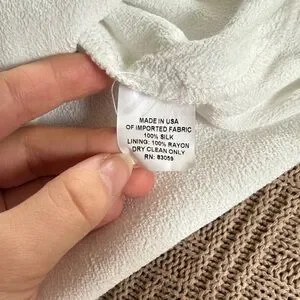 MADE IN USA
OF IMPORTED FABRIC
100% SILK
LINING: 100% RAYON
DRY CLEAN ONLY
RN: 83059